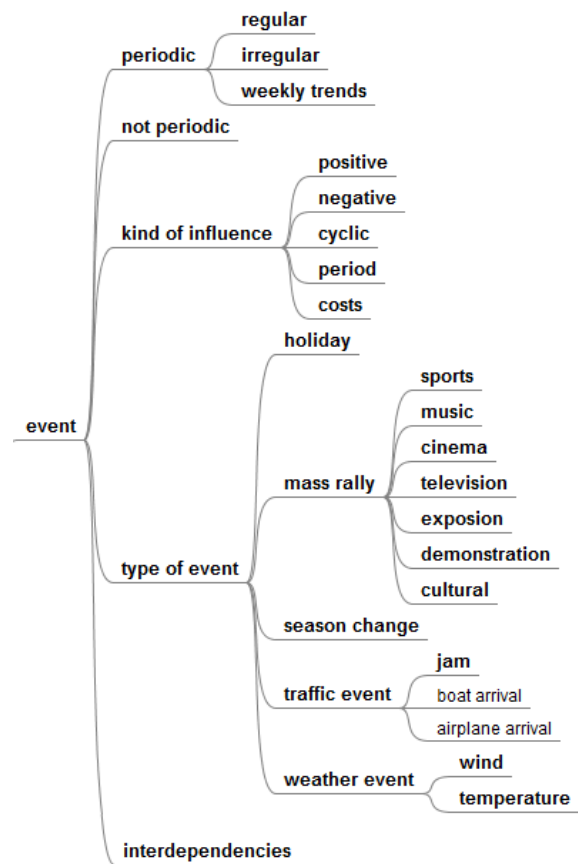 regular
periodic
irregular
weekly trends
not periodic
positive
negative
kind of influence
cyclic
period
costs
holiday
sports
music
event
cinema
mass rally
television
exposion
demonstration
type of event
cultural
season change
jam
traffic event
boat arrival
airplane arrival
wind
weather event
temperature
interdependencies